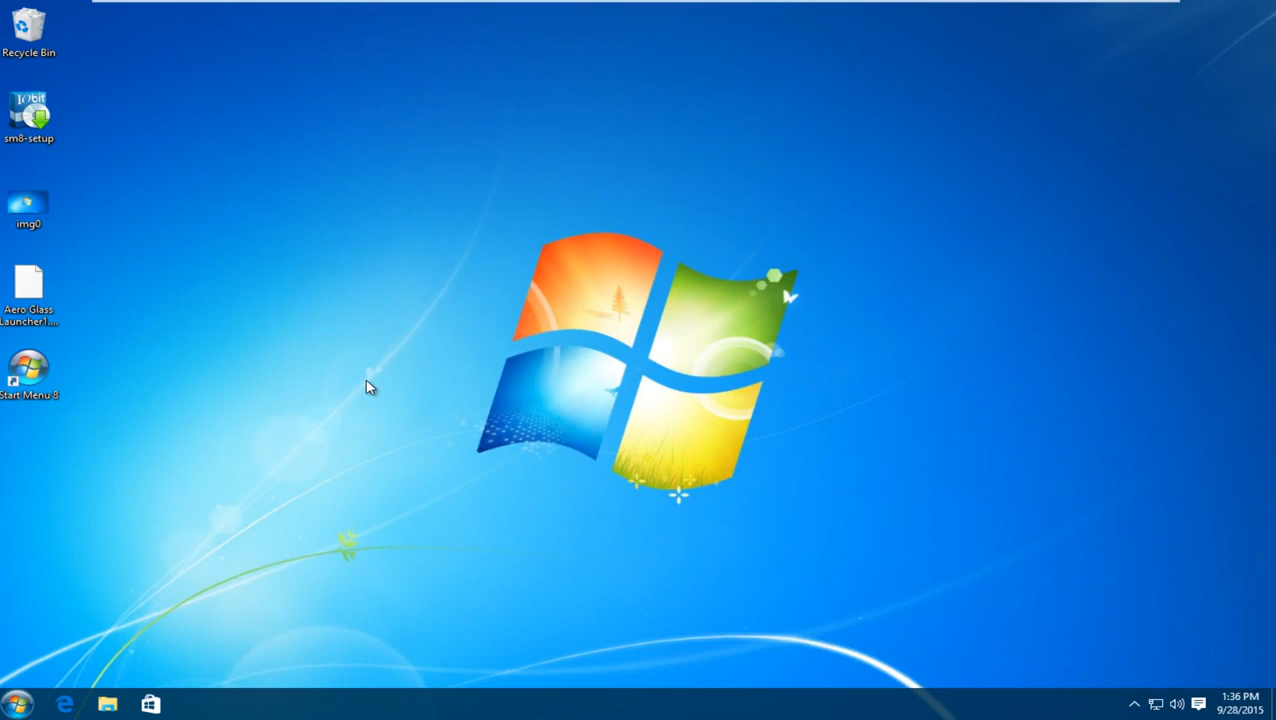 Recycle Bin
IObit
sm8-setup
img0
Aero Glass
Launcher1....
Start Menu 8
1:36 PM
9/28/2015